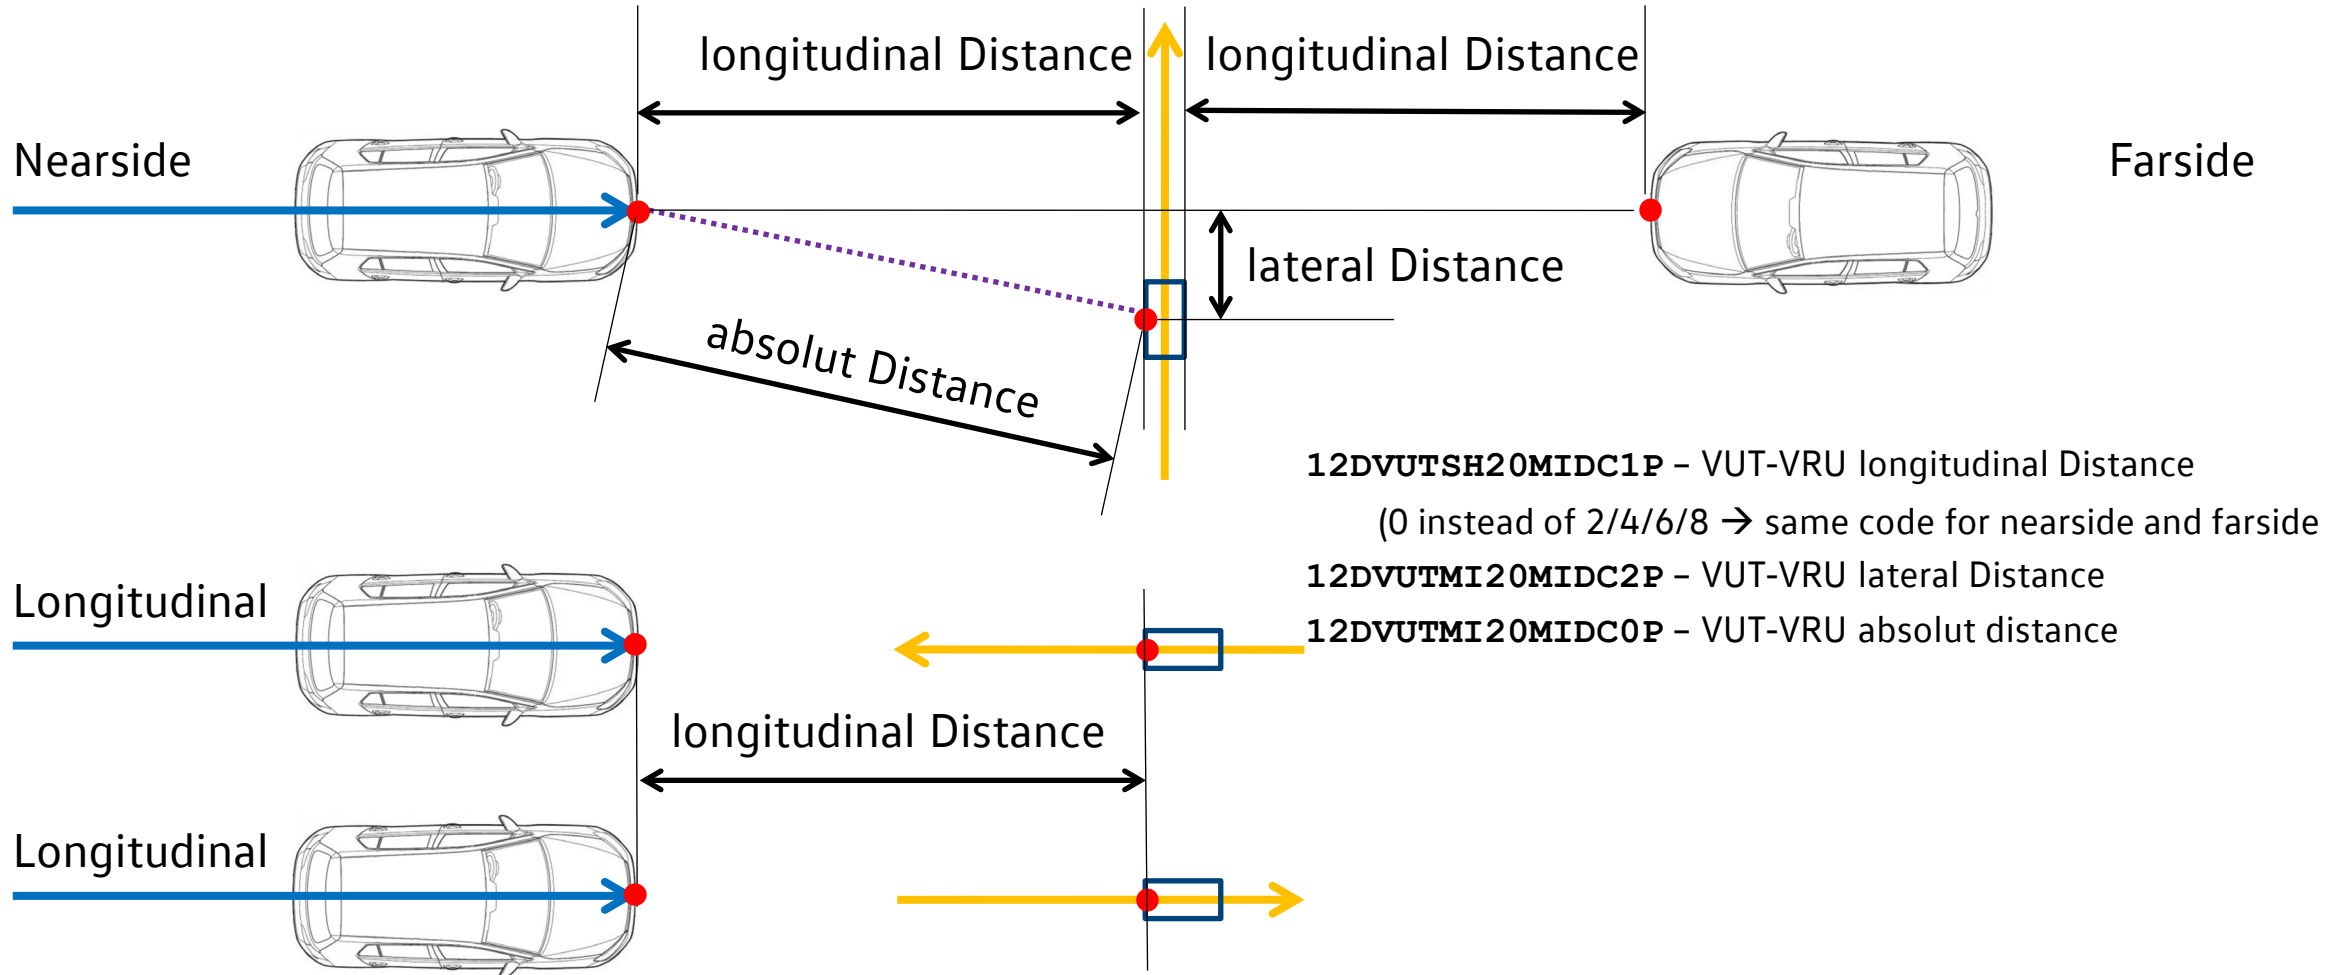 longitudinal Distance
longitudinal Distance
Nearside
Farside
lateral Distance
absolut Distance
12DVUTSH20MIDC1P – VUT-VRU longitudinal Distance
(0 instead of 2/4/6/8 → same code for nearside and farside
12DVUTMI20MIDC2P – VUT-VRU lateral Distance
12DVUTMI20MIDC0P – VUT-VRU absolut distance
Longitudinal
longitudinal Distance
Longitudinal